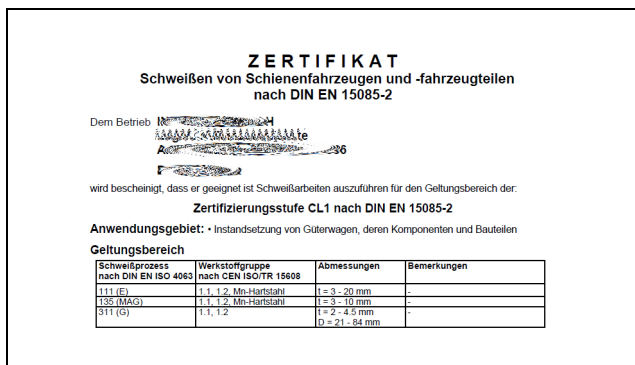 ZERTIFIKAT
Schweißen von Schienenfahrzeugen und -fahrzeugteilen
nach DIN EN 15085-2
Dem Betrieb
wird bescheinigt, dass er geeignet ist Schweißarbeiten auszuführen für den Geltungsbereich der:
Zertifizierungsstufe CL1 nach DIN EN 15085-2
Anwendungsgebiet: • Instandsetzung von Güterwagen, deren Komponenten und Bauteilen
Geltungsbereich
Schweißprozess Werkstoffgruppe Abmessungen Bemerkungen
nach DIN EN ISO 4063 nach CEN ISO/TR 15608
111 (E) 1.1, 1.2, Mn-Hartstahl t = 3 - 20 mm -
135 (MAG) 1.1, 1.2, Mn-Hartstahl t = 3 - 10 mm -
311 (G) 1.1, 1.2 t = 2 - 4.5 mm -
D = 21 - 84 mm